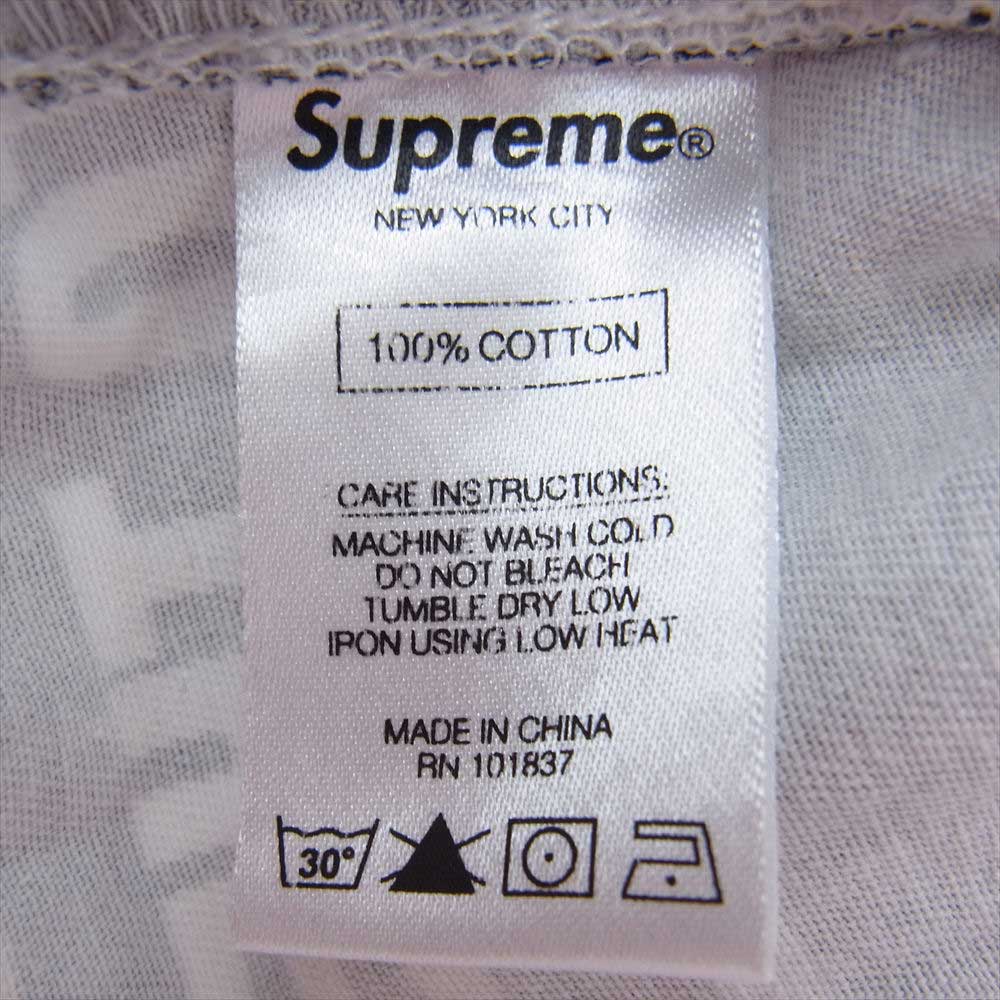 Supreme®
NEW YORK CITY
100% COTTON
CARE INSTRUCTIONS:
MACHINE WASH COLD
DO NOT BLEACH
TUMBLE DRY LOW
IRON USING LOW HEAT
MADE IN CHINA
RN 101837
30°